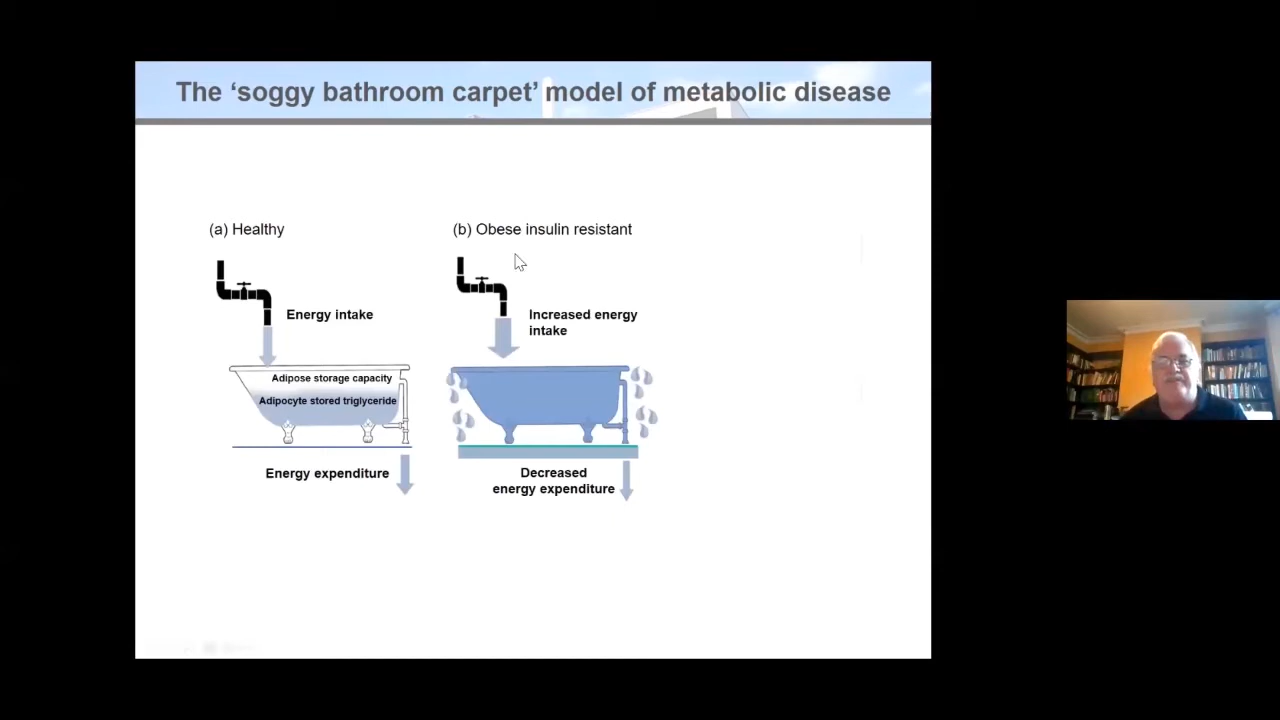 The ‘soggy bathroom carpet’ model of metabolic disease
(a) Healthy
Energy intake
Adipose storage capacity
Adipocyte stored triglyceride
Energy expenditure
(b) Obese insulin resistant
Increased energy
intake
Decreased
energy expenditure